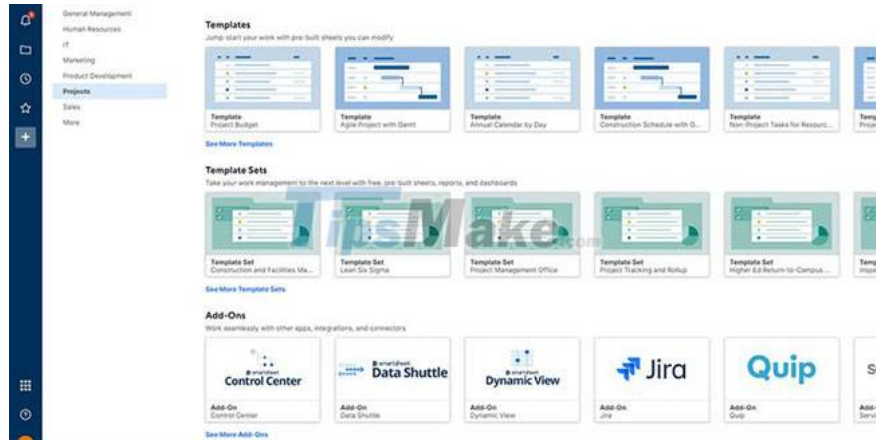 General Management
Human Resources
IT
Marketing
Product Development
Projects
Sales
More
Templates
Jump-start your work with pre-built sheets you can modify
Template
Project Budget
Template
Agile Project with Gantt
Template
Annual Calendar by Day
Template
Construction Schedule with G...
Template
Non-Project Tasks for Resourc...
Temp
Proje
See More Templates
Template Sets
Take your work management to the next level with free, pre-built sheets, reports, and dashboards
TipsMake.com
Template Set
Construction and Facilities Ma...
Template Set
Lean Six Sigma
Template Set
Project Management Office
Template Set
Project Tracking and Rollup
Template Set
Higher Ed Return-to-Campus...
Temp
Inspe
See More Template Sets
Add-Ons
Work seamlessly with other apps, integrations, and connectors
smartsheet
Control Center
Add-On
Control Center
smartsheet
Data Shuttle
Add-On
Data Shuttle
smartsheet
Dynamic View
Add-On
Dynamic View
Jira
Add-On
Jira
Quip
Add-On
Quip
Add-
Servi
See More Add-Ons